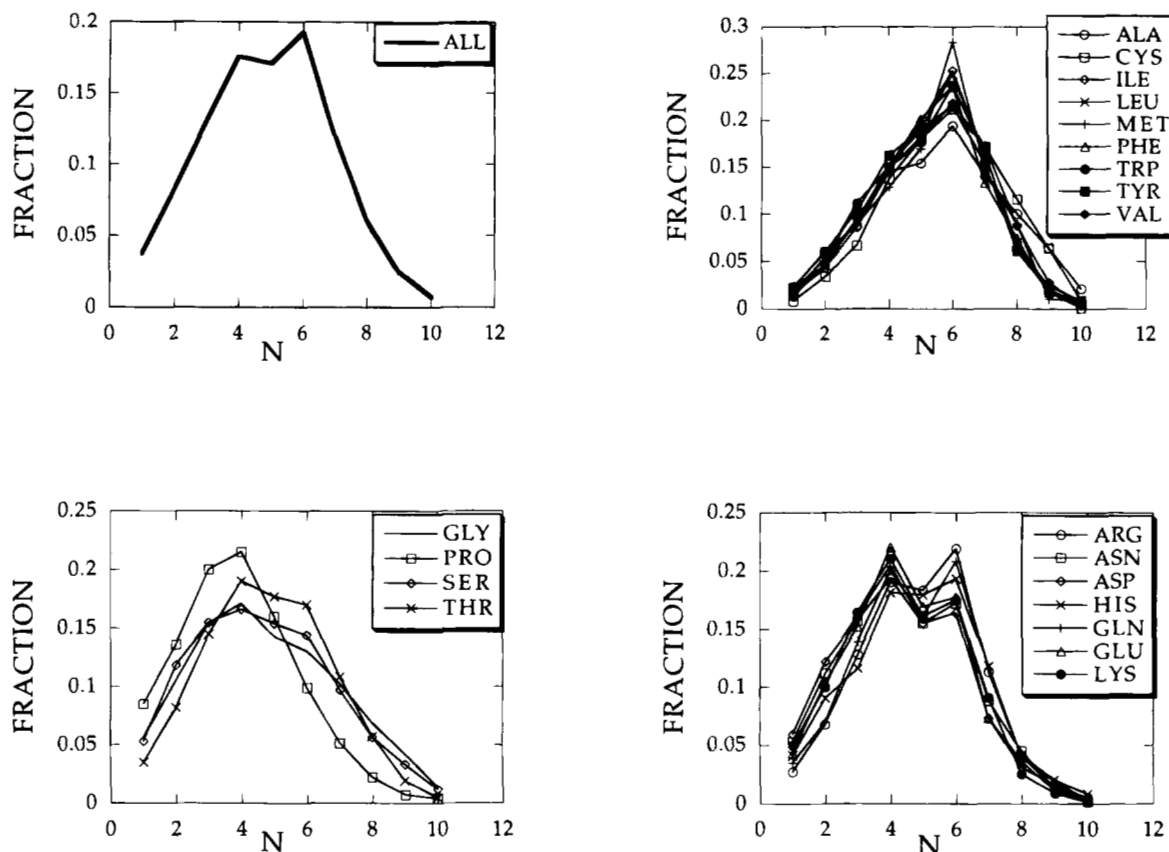 FRACTION
0.2
0.15
0.1
0.05
0
0 2 4 6 8 10 12
N
ALL
FRACTION
0.3
0.25
0.2
0.15
0.1
0.05
0
0 2 4 6 8 10 12
N
ALA
CYS
ILE
LEU
MET
PHE
TRP
TYR
VAL
FRACTION
0.25
0.2
0.15
0.1
0.05
0
0 2 4 6 8 10 12
N
GLY
PRO
SER
THR
FRACTION
0.25
0.2
0.15
0.1
0.05
0
0 2 4 6 8 10 12
N
ARG
ASN
ASP
HIS
GLN
GLU
LYS